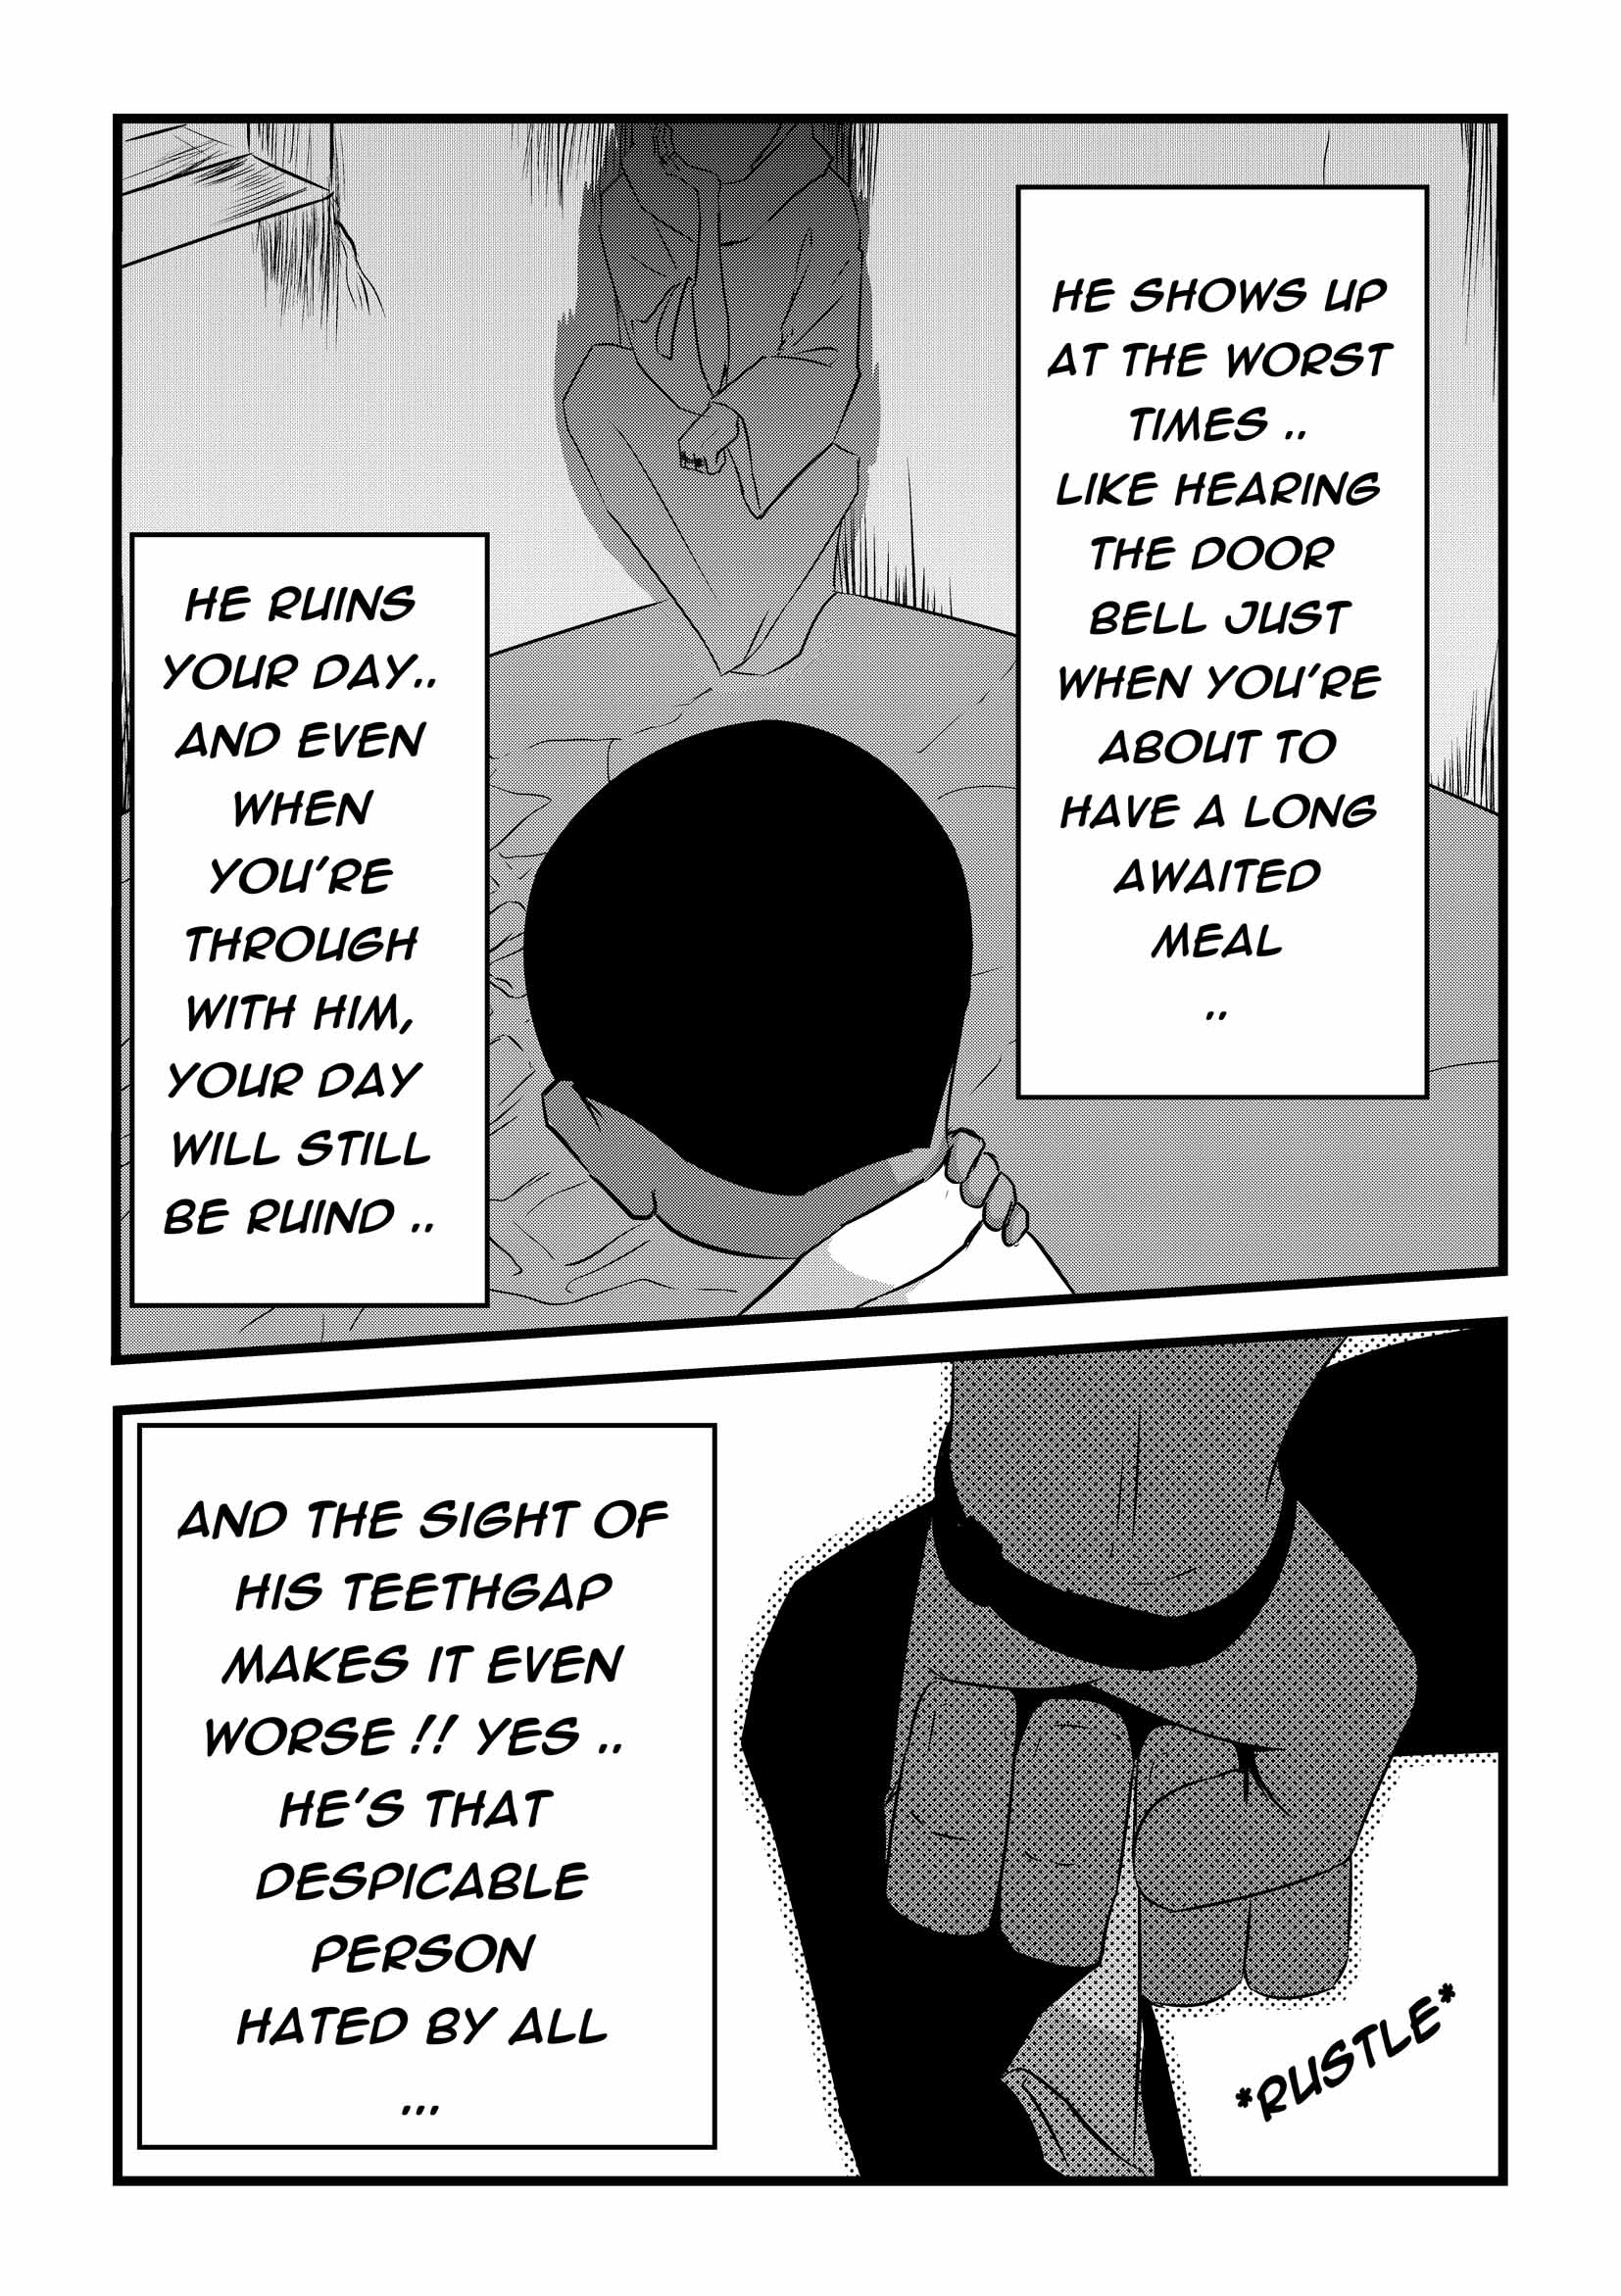 HE SHOWS UP
AT THE WORST
TIMES ..
LIKE HEARING
THE DOOR
BELL JUST
WHEN YOU'RE
ABOUT TO
HAVE A LONG
AWAITED
MEAL
..
HE RUINS
YOUR DAY..
AND EVEN
WHEN
YOU'RE
THROUGH
WITH HIM,
YOUR DAY
WILL STILL
BE RUIND ..
AND THE SIGHT OF
HIS TEETHGAP
MAKES IT EVEN
WORSE !! YES ..
HE'S THAT
DESPICABLE
PERSON
HATED BY ALL
...
*RUSTLE*